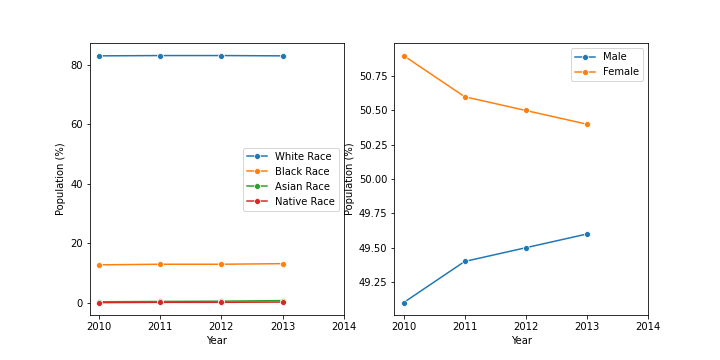 80
60
40
20
0
Population (%)
2010
2011
2012
2013
2014
Year
White Race
Black Race
Asian Race
Native Race
50.75
50.50
50.25
50.00
49.75
49.50
49.25
Population (%)
2010
2011
2012
2013
2014
Year
Male
Female